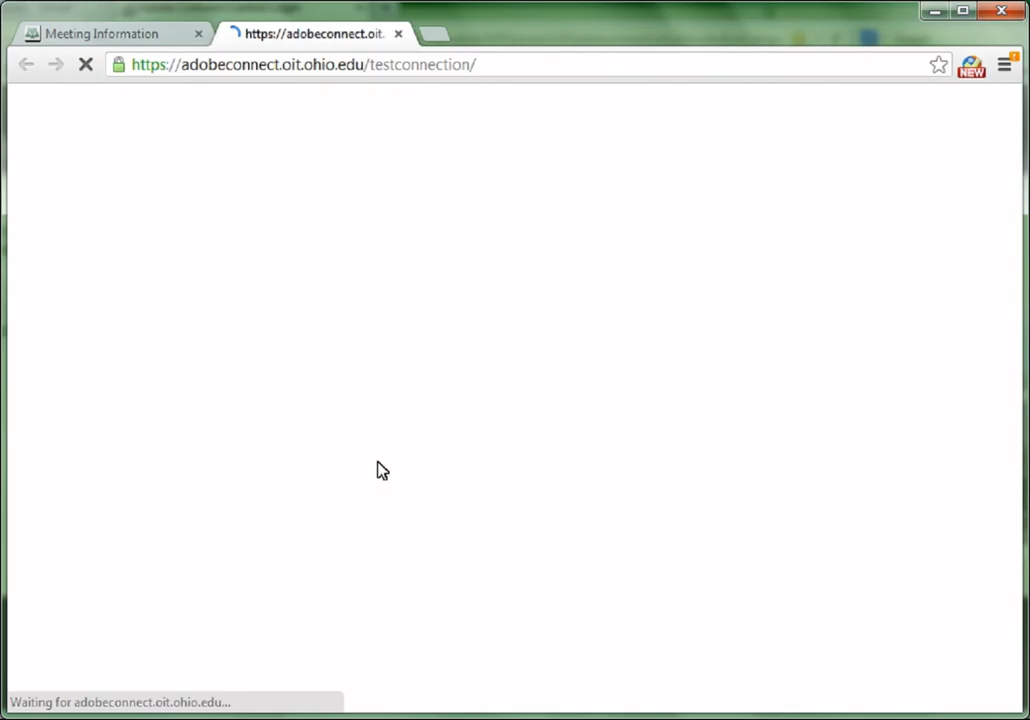 Meeting Information
https://adobeconnect.oit.
https://adobeconnect.oit.ohio.edu/testconnection/
NEW
Waiting for adobeconnect.oit.ohio.edu...